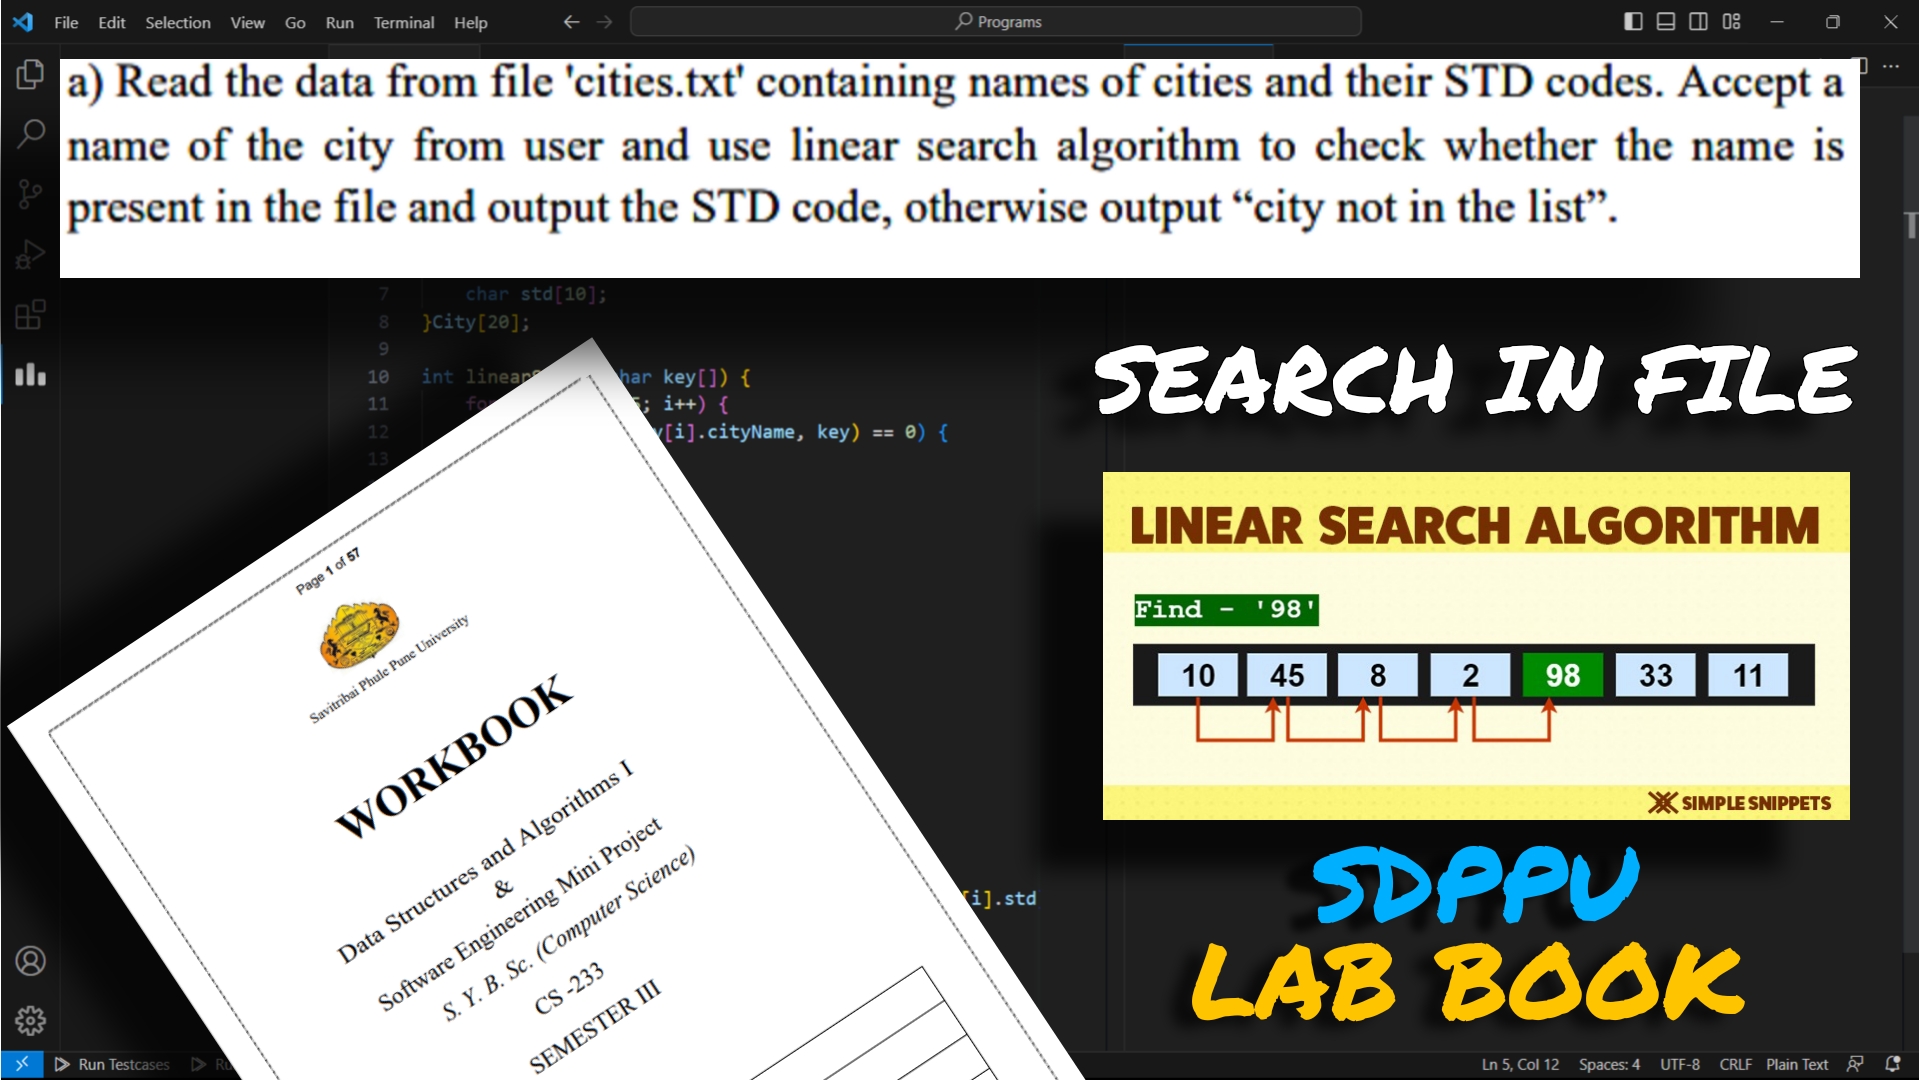 File Edit Selection View Go Run Terminal Help
Programs
a) Read the data from file 'cities.txt' containing names of cities and their STD codes. Accept a
name of the city from user and use linear search algorithm to check whether the name is
present in the file and output the STD code, otherwise output “city not in the list”.
7 char std[10];
8 }City[20];
9
10 int linear char key[]) {
11 i++) {
12 [i].cityName, key) == 0) {
13
SEARCH IN FILE
LINEAR SEARCH ALGORITHM
Find - '98'
10 45 8 2 98 33 11
SIMPLE SNIPPETS
Page 1 of 57
Savitribai Phule Pune University
WORKBOOK
Data Structures and Algorithms I
&
Software Engineering Mini Project
S. Y. B. Sc. (Computer Science)
CS -233
SEMESTER III
[i].std
SDPPU
LAB BOOK
Run Testcases
Ln 5, Col 12 Spaces: 4 UTF-8 CRLF Plain Text